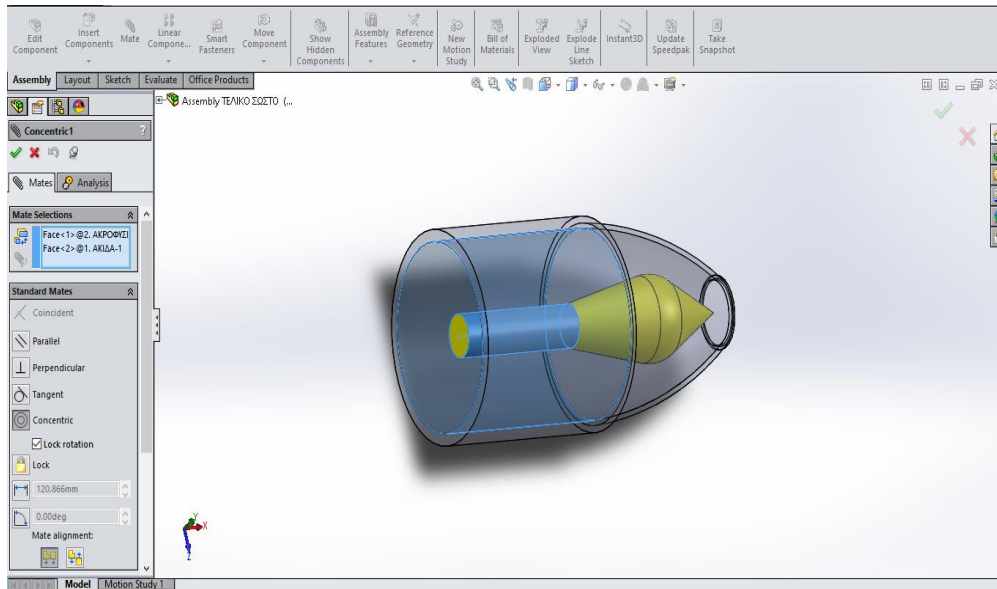 Edit Component
Insert Components
Mate
Linear Compone...
Smart Fasteners
Move Component
Show Hidden Components
Assembly Features
Reference Geometry
New Motion Study
Bill of Materials
Exploded View
Explode Line Sketch
Instant3D
Update Speedpak
Take Snapshot
Assembly Layout Sketch Evaluate Office Products
Assembly ΤΕΛΙΚΟ ΣΩΣΤΟ (...
Concentric1 ?
Mates Analysis
Mate Selections
Face<1>@2. ΑΚΡΟΦΥΣΙ
Face<2>@1. ΑΚΙΔΑ-1
Standard Mates
Coincident
Parallel
Perpendicular
Tangent
Concentric
Lock rotation
Lock
120.866mm
0.00deg
Mate alignment:
Y
X
Z
Model Motion Study 1